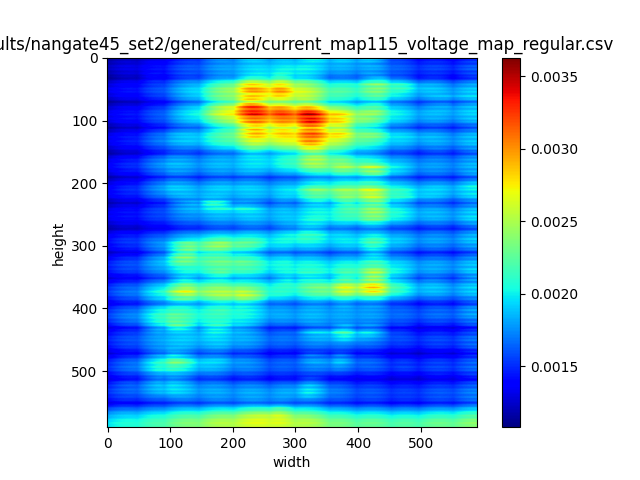 ults/nangate45_set2/generated/current_map115_voltage_map_regular.csv
0
100
200
300
400
500
height
0 100 200 300 400 500
width
0.0035
0.0030
0.0025
0.0020
0.0015